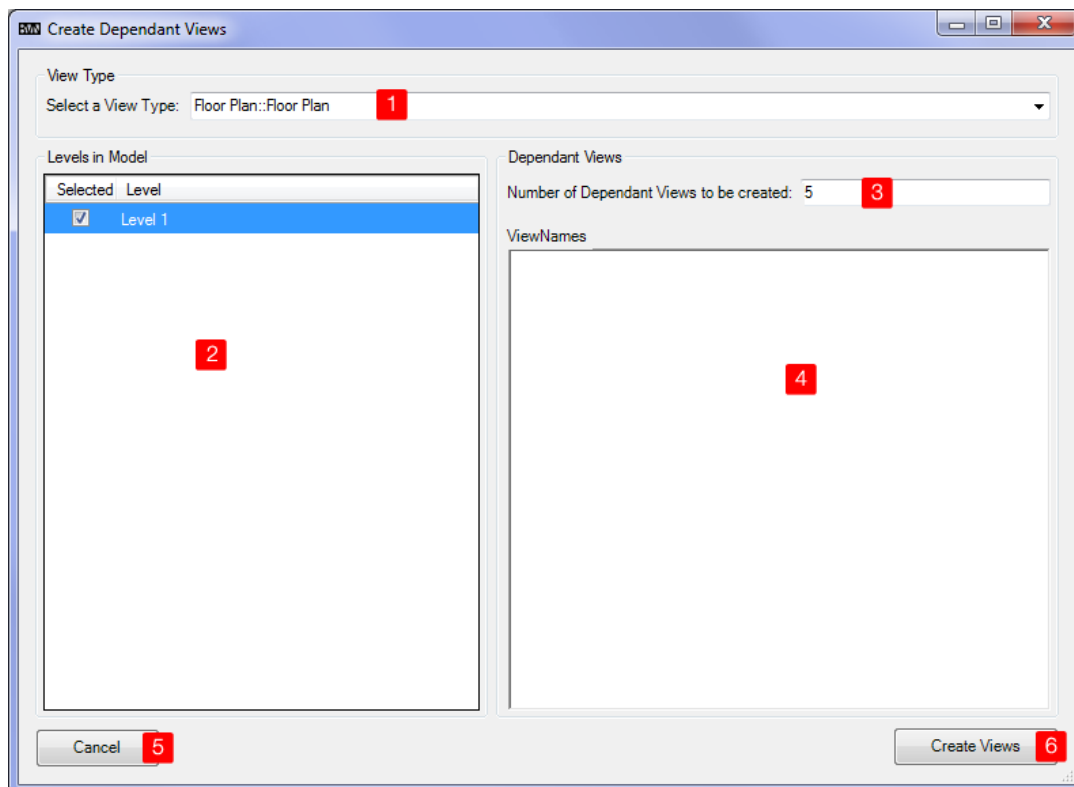 BVN Create Dependant Views
View Type
Select a View Type: Floor Plan::Floor Plan 1
Levels in Model
Selected Level
Level 1
2
Dependant Views
Number of Dependant Views to be created: 5 3
ViewNames
4
Cancel 5
Create Views 6